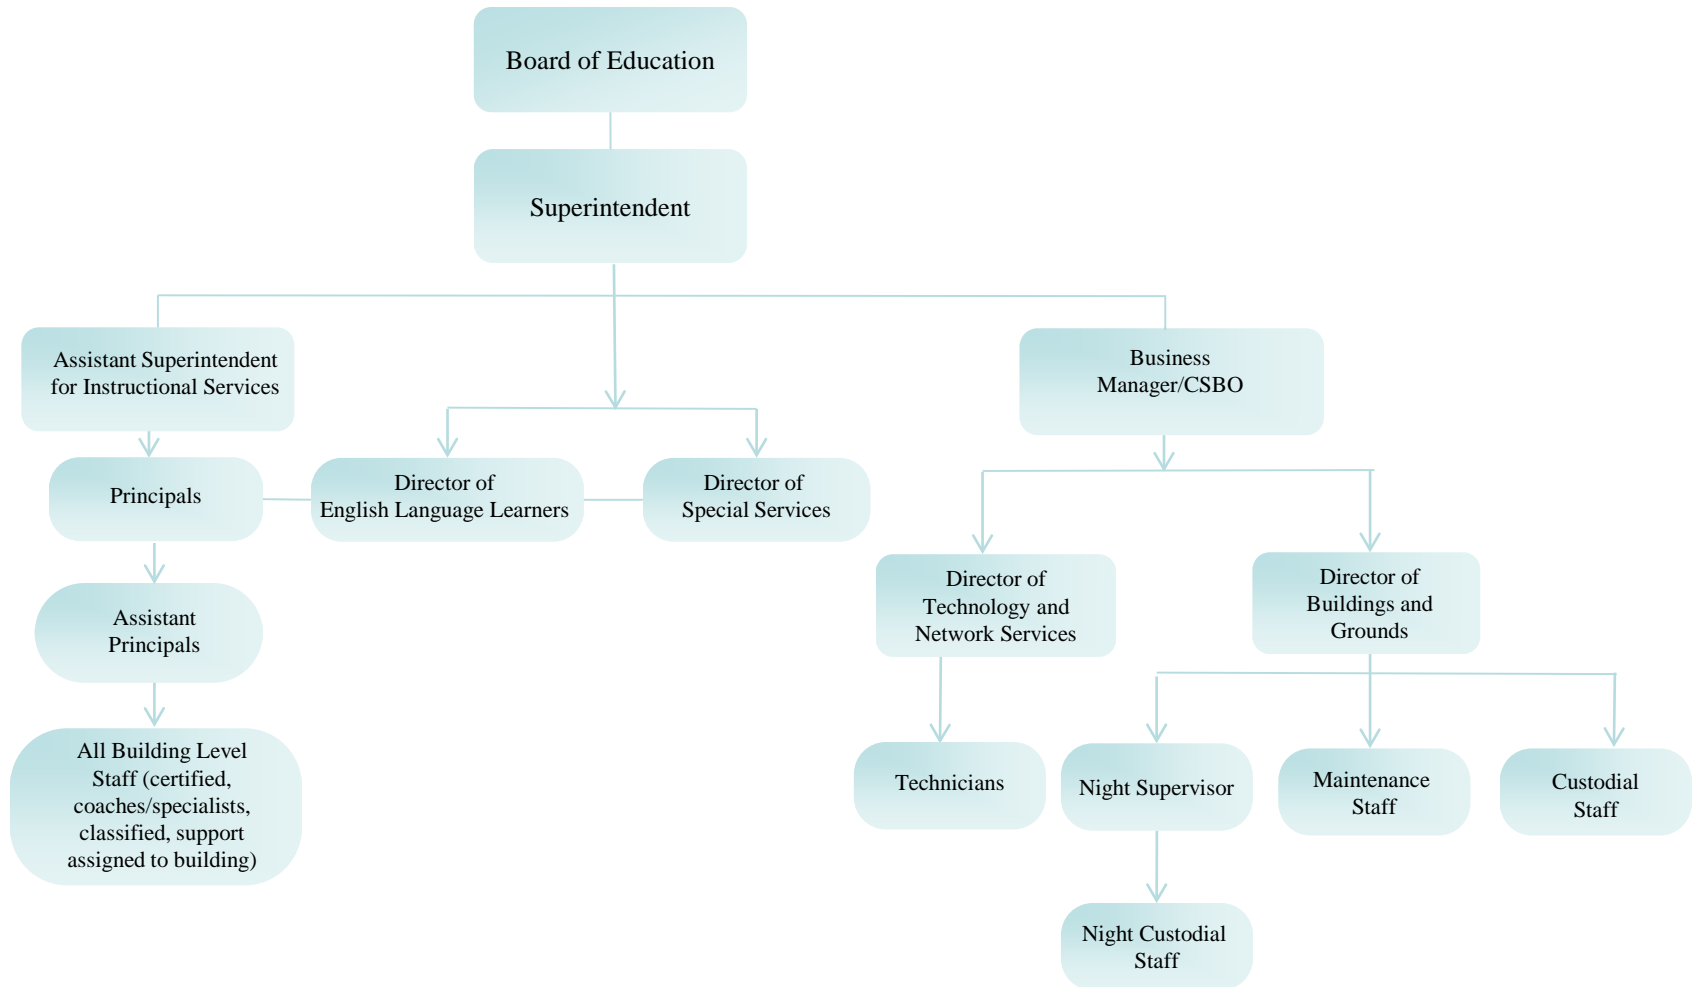 Board of Education
Superintendent
Assistant Superintendent
for Instructional Services
Business
Manager/CSBO
Principals
Director of
English Language Learners
Director of
Special Services
Director of
Technology and
Network Services
Director of
Buildings and
Grounds
Assistant
Principals
All Building Level
Staff (certified,
coaches/specialists,
classified, support
assigned to building)
Technicians
Night Supervisor
Maintenance
Staff
Custodial
Staff
Night Custodial
Staff